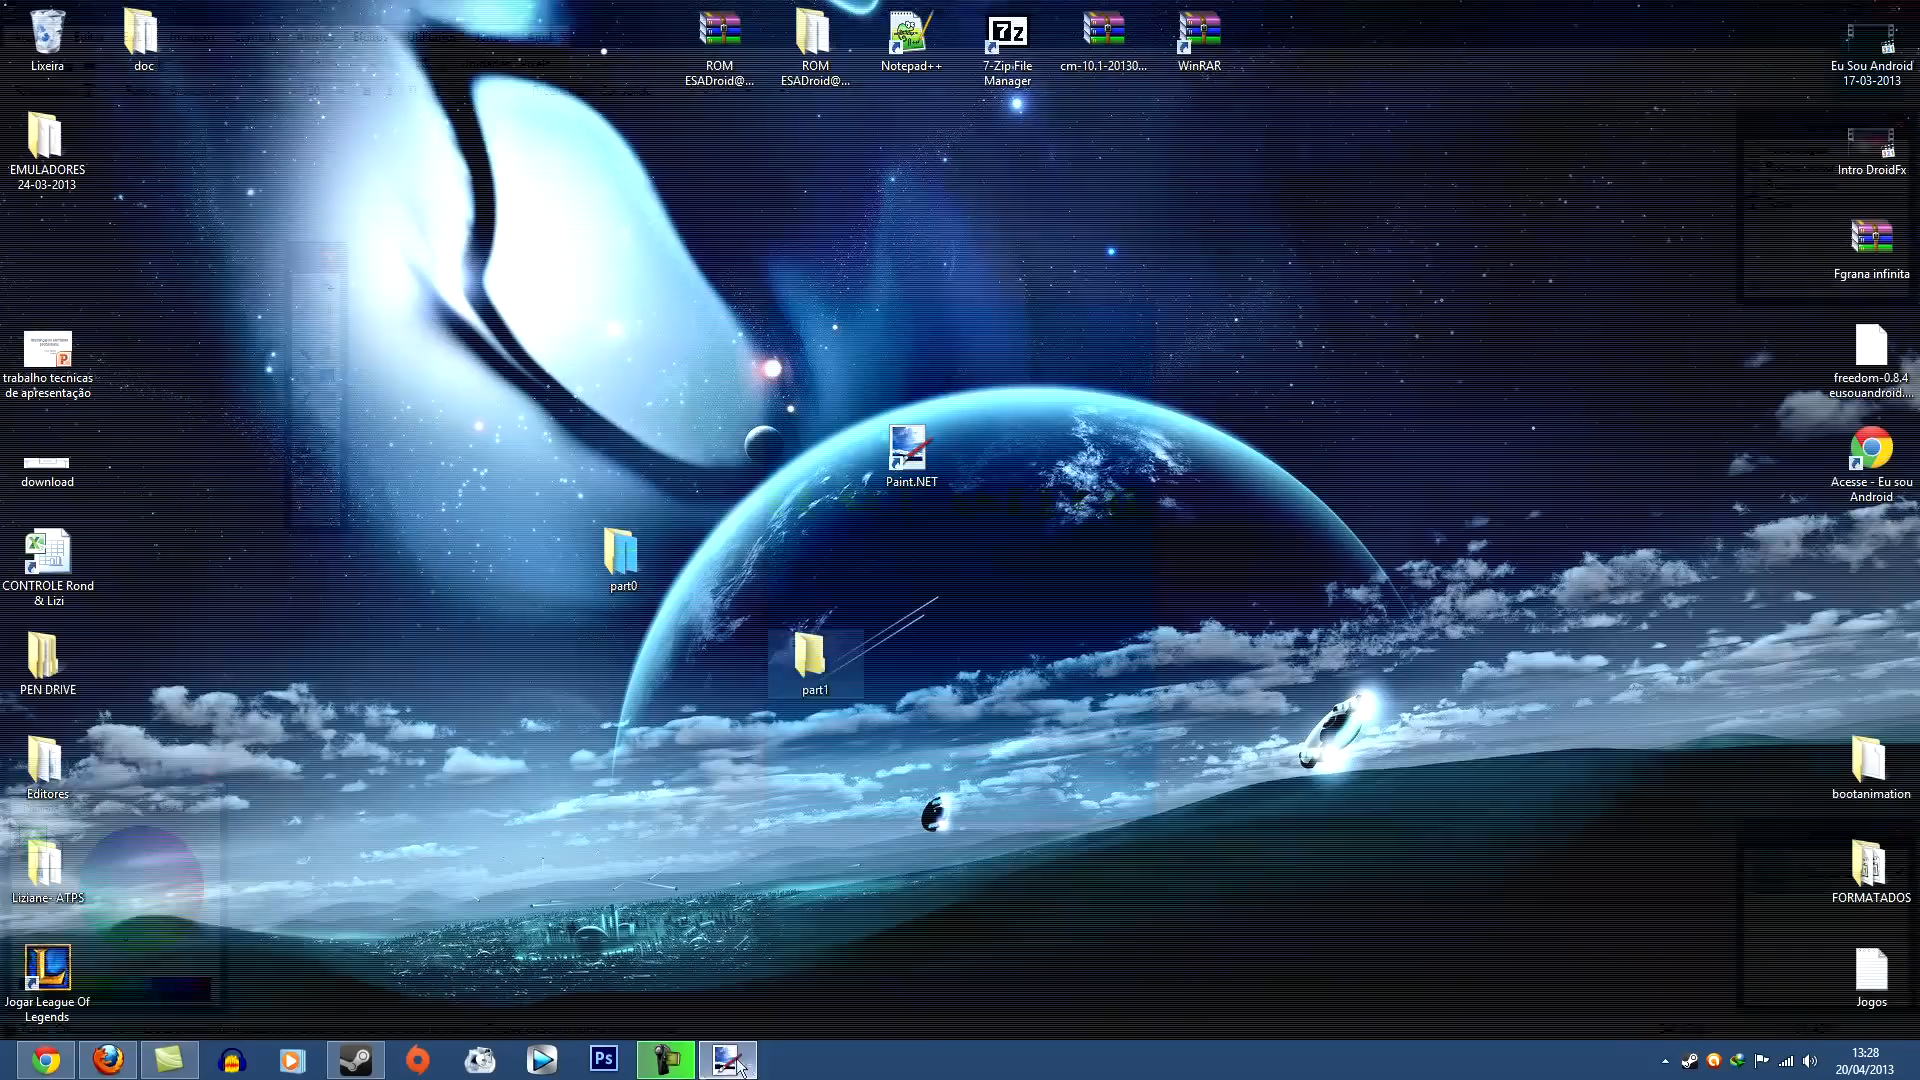 Lixeira
doc
ROM
ESADroid@...
ROM
ESADroid@...
Notepad++
7-Zip File
Manager
cm-10.1-20130...
WinRAR
Eu Sou Android
17-03-2013
EMULADORES
24-03-2013
Intro DroidFx
Fgrana infinita
trabalho tecnicas
de apresentação
freedom-0.8.4
eusouandroid....
download
Paint.NET
Acesse - Eu sou
Android
CONTROLE Rond
& Lizi
part0
PEN DRIVE
part1
Editores
bootanimation
Liziane- ATPS
FORMATADOS
Jogar League Of
Legends
Jogos
Ps
13:28
20/04/2013